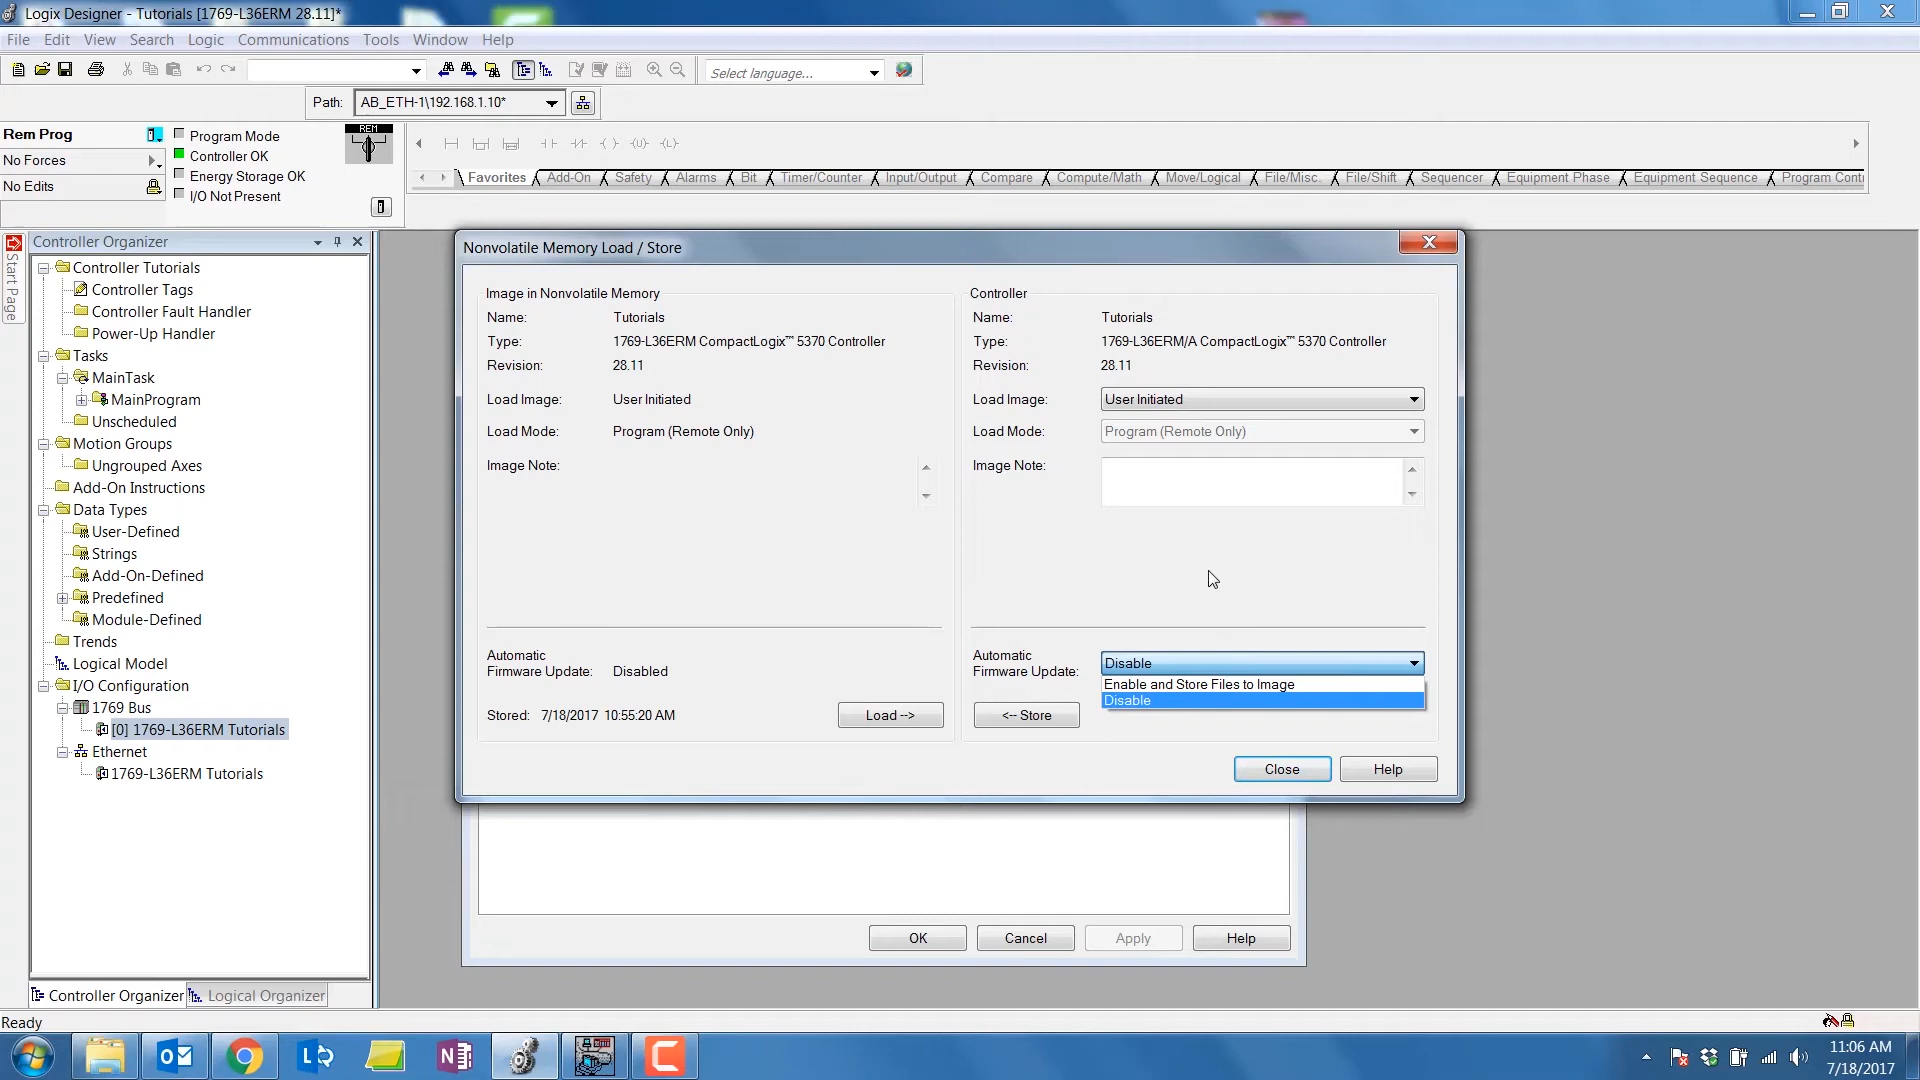 Logix Designer - Tutorials [1769-L36ERM 28.11]*
File Edit View Search Logic Communications Tools Window Help
Select language...
Path: AB_ETH-1\192.168.1.10*
Rem Prog
No Forces
No Edits
Program Mode
Controller OK
Energy Storage OK
I/O Not Present
REM
Favorites Add-On Safety Alarms Bit Timer/Counter Input/Output Compare Compute/Math Move/Logical File/Misc. File/Shift Sequencer Equipment Phase Equipment Sequence Program Cont
Start Page
Controller Organizer
Controller Tutorials
Controller Tags
Controller Fault Handler
Power-Up Handler
Tasks
MainTask
MainProgram
Unscheduled
Motion Groups
Ungrouped Axes
Add-On Instructions
Data Types
User-Defined
Strings
Add-On-Defined
Predefined
Module-Defined
Trends
Logical Model
I/O Configuration
1769 Bus
[0] 1769-L36ERM Tutorials
Ethernet
1769-L36ERM Tutorials
Controller Organizer Logical Organizer
Nonvolatile Memory Load / Store
Image in Nonvolatile Memory
Name: Tutorials
Type: 1769-L36ERM CompactLogix™ 5370 Controller
Revision: 28.11
Load Image: User Initiated
Load Mode: Program (Remote Only)
Image Note:
Automatic
Firmware Update: Disabled
Stored: 7/18/2017 10:55:20 AM
Load -->
Controller
Name: Tutorials
Type: 1769-L36ERM/A CompactLogix™ 5370 Controller
Revision: 28.11
Load Image: User Initiated
Load Mode: Program (Remote Only)
Image Note:
Automatic
Firmware Update: Disable
Enable and Store Files to Image
Disable
<-- Store
Close Help
OK Cancel Apply Help
Ready
11:06 AM
7/18/2017